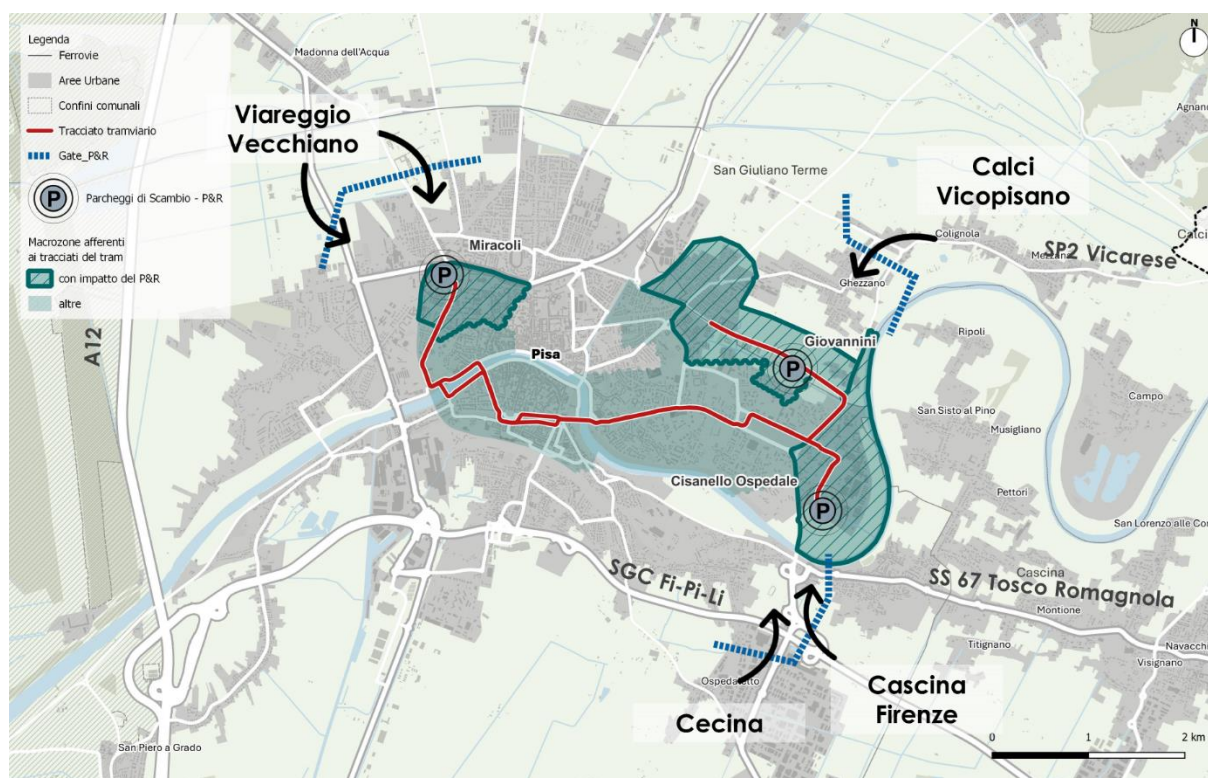 Legenda
Ferrovie
Aree Urbane
Confini comunali
Tracciato tramviario
Gate_P&R
P
Parcheggi di Scambio - P&R
Macrozone afferenti
ai tracciati del tram
con impatto del P&R
altre
Madonna dell'Acqua
N
Agnano
Viareggio
Vecchiano
San Giuliano Terme
Calci
Vicopisano
Colignola
Calci
Mezzana
SP2 Vicarese
Miracoli
P
Ghezzano
A12
Ripoli
Giovannini
Pisa
P
Campo
San Sisto al Pino
Musigliano
Cisanello Ospedale
Pettori
P
San Lorenzo alle Cor
SGC Fi-Pi-Li
Cascina
SS 67 Tosco Romagnola
Montione
Titignano
Navacchi
Visignano
Ospedaletto
Cascina
Firenze
Cecina
San Piero a Grado
0 1 2 km